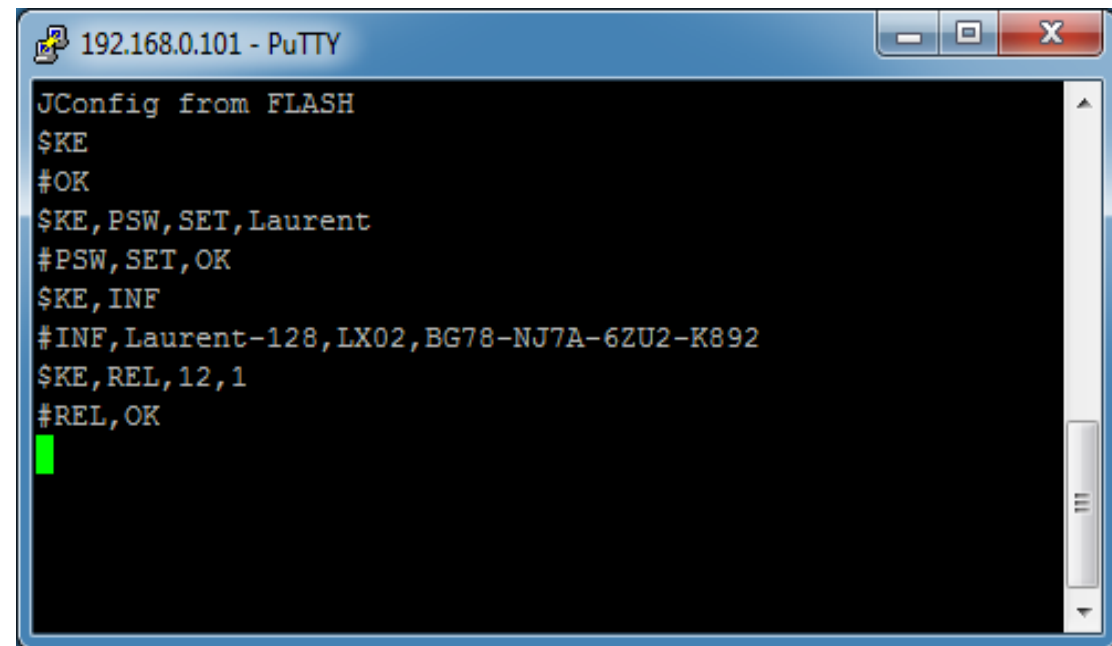 192.168.0.101 - PuTTY
JConfig from FLASH
$KE
#OK
$KE,PSW,SET,Laurent
#PSW,SET,OK
$KE,INF
#INF,Laurent-128,LX02,BG78-NJ7A-6ZU2-K892
$KE,REL,12,1
#REL,OK